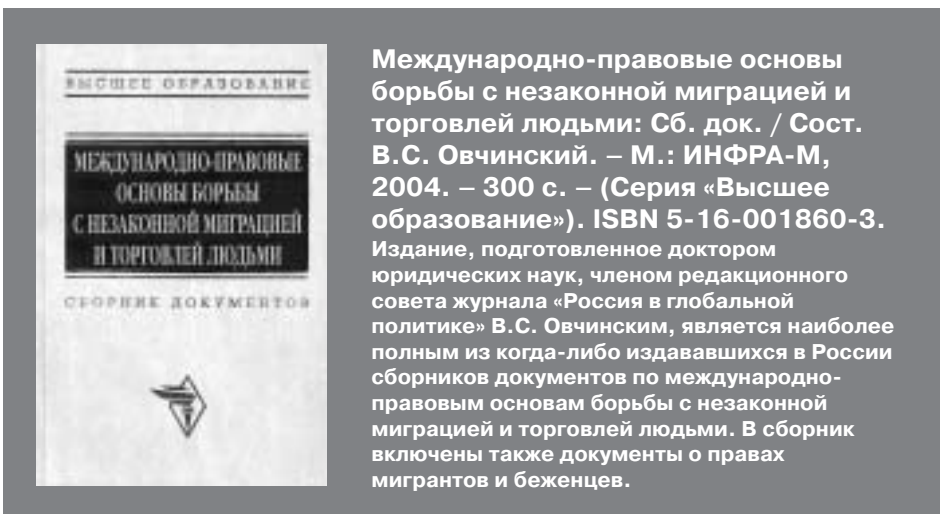 ВЫСШЕЕ ОБРАЗОВАНИЕ
МЕЖДУНАРОДНО-ПРАВОВЫЕ
ОСНОВЫ БОРЬБЫ
С НЕЗАКОННОЙ МИГРАЦИЕЙ
И ТОРГОВЛЕЙ ЛЮДЬМИ
СБОРНИК ДОКУМЕНТОВ
Международно-правовые основы
борьбы с незаконной миграцией и
торговлей людьми: Сб. док. / Сост.
В.С. Овчинский. – М.: ИНФРА-М,
2004. – 300 с. – (Серия «Высшее
образование»). ISBN 5-16-001860-3.
Издание, подготовленное доктором
юридических наук, членом редакционного
совета журнала «Россия в глобальной
политике» В.С. Овчинским, является наиболее
полным из когда-либо издававшихся в России
сборников документов по международно-
правовым основам борьбы с незаконной
миграцией и торговлей людьми. В сборник
включены также документы о правах
мигрантов и беженцев.